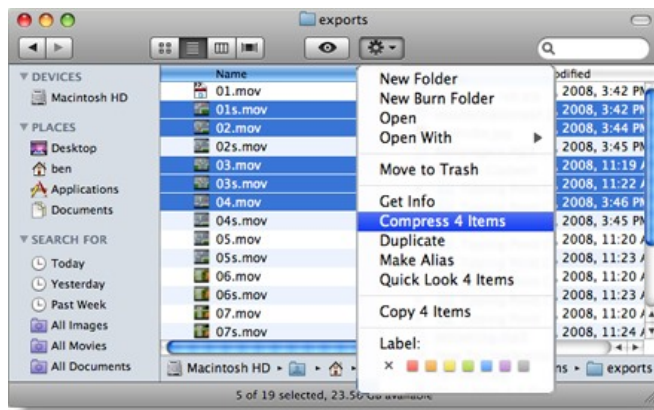 exports
▼ DEVICES
Macintosh HD
▼ PLACES
Desktop
ben
Applications
Documents
▼ SEARCH FOR
Today
Yesterday
Past Week
All Images
All Movies
All Documents
Name
01.mov
01s.mov
02.mov
02s.mov
03.mov
03s.mov
04.mov
04s.mov
05.mov
05s.mov
06.mov
06s.mov
07.mov
07s.mov
New Folder
New Burn Folder
Open
Open With
Move to Trash
Get Info
Compress 4 Items
Duplicate
Make Alias
Quick Look 4 Items
Copy 4 Items
Label:
×
2008, 3:42 PM
2008, 3:42 PM
2008, 3:44 PM
2008, 3:45 PM
2008, 11:19
2008, 11:22
2008, 3:46 PM
2008, 3:45 PM
2008, 11:20
2008, 11:23
2008, 11:20
2008, 11:23
2008, 11:20
2008, 11:24
Macintosh HD
exports
5 of 19 selected, 23.56 GB available